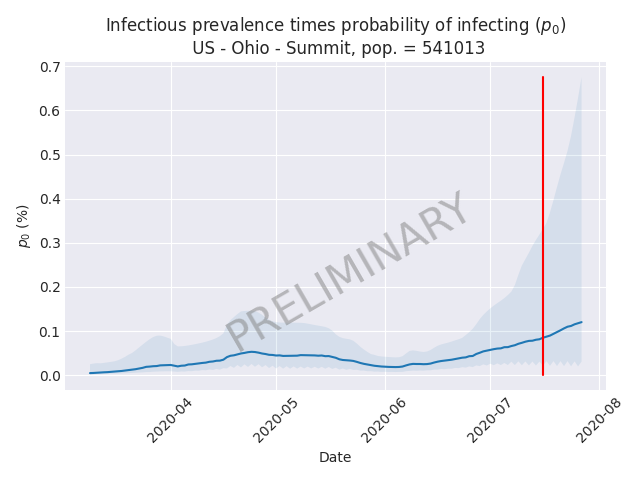 Infectious prevalence times probability of infecting (p₀)
US - Ohio - Summit, pop. = 541013
0.7
0.6
0.5
0.4
0.3
0.2
0.1
0.0
p₀ (%)
PRELIMINARY
2020-04
2020-05
2020-06
2020-07
2020-08
Date